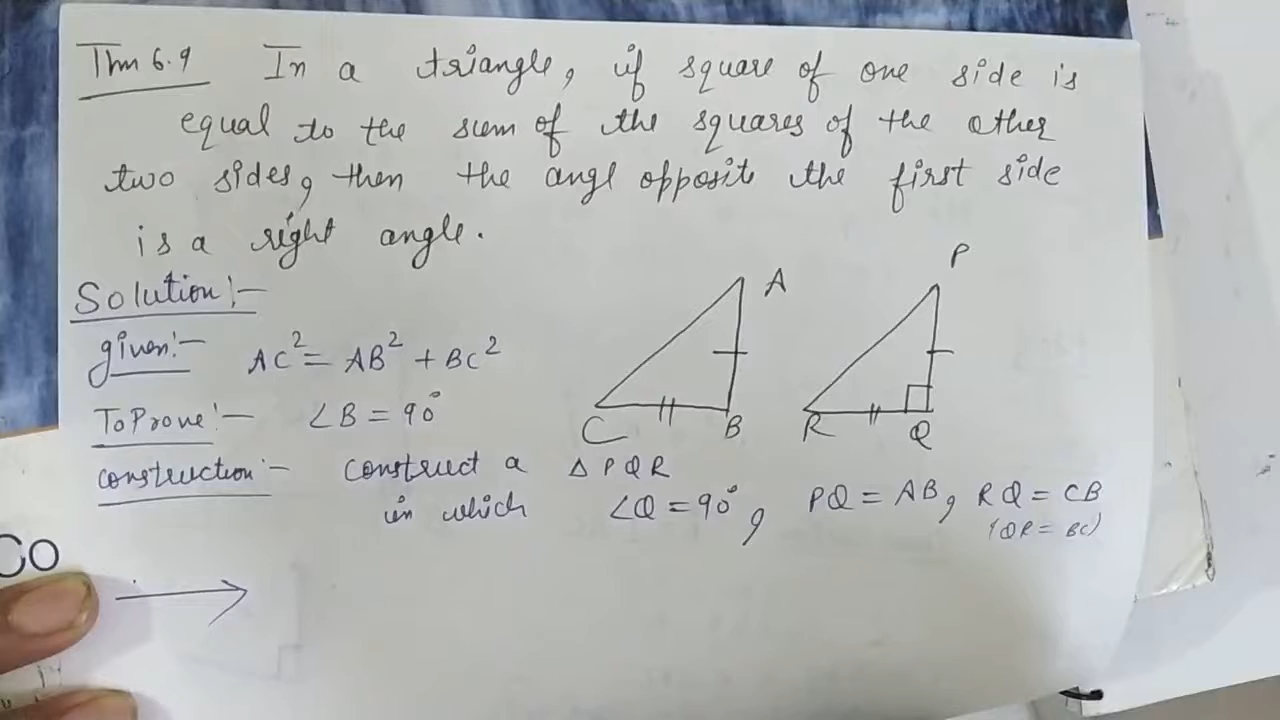 Thm 6.9 In a triangle, if square of one side is
equal to the sum of the squares of the other
two sides, then the angl opposite the first side
is a right angle.
Solution:-
given:- AC² = AB² + BC²
To Prove:- ∠B = 90°
construction:- construct a △ PQR
in which ∠Q = 90°, PQ = AB, RQ = CB
(QR = BC)
A
C
B
P
R
Q
CO